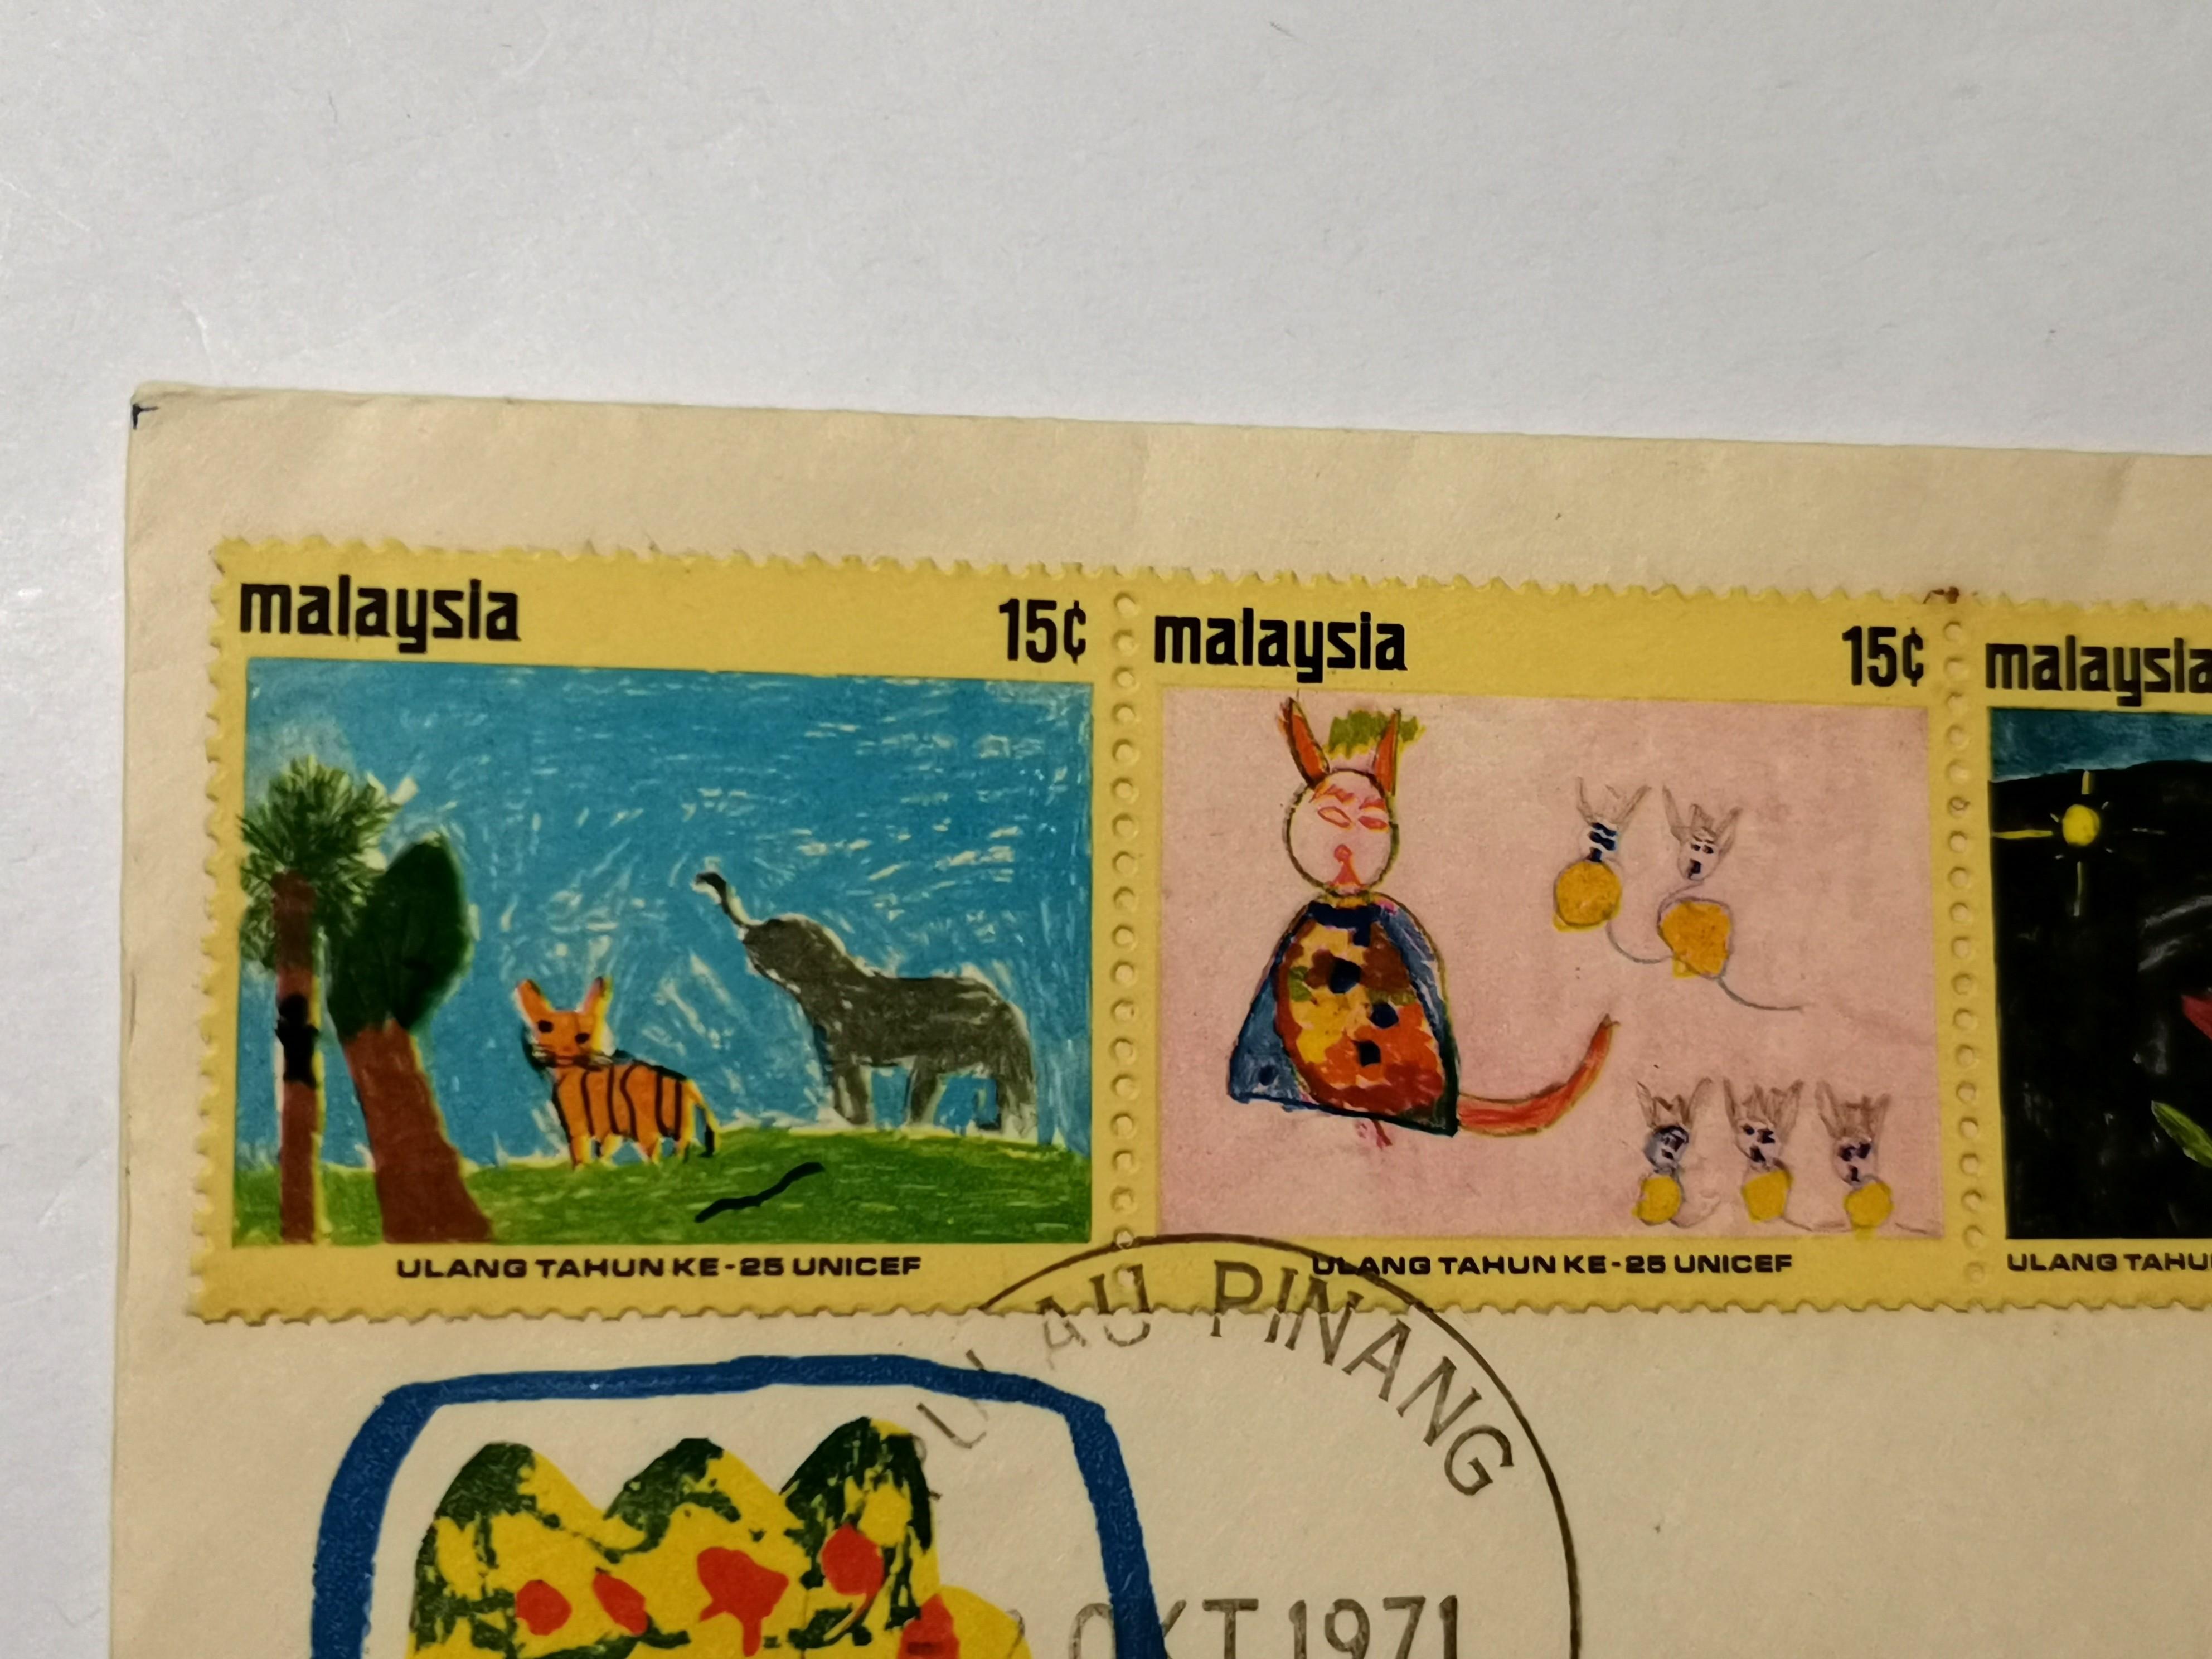 malaysia 15¢
malaysia 15¢
malaysia
ULANG TAHUN KE-25 UNICEF
ULANG TAHUN KE-25 UNICEF
ULANG
PULAU PINANG
OKT 1971